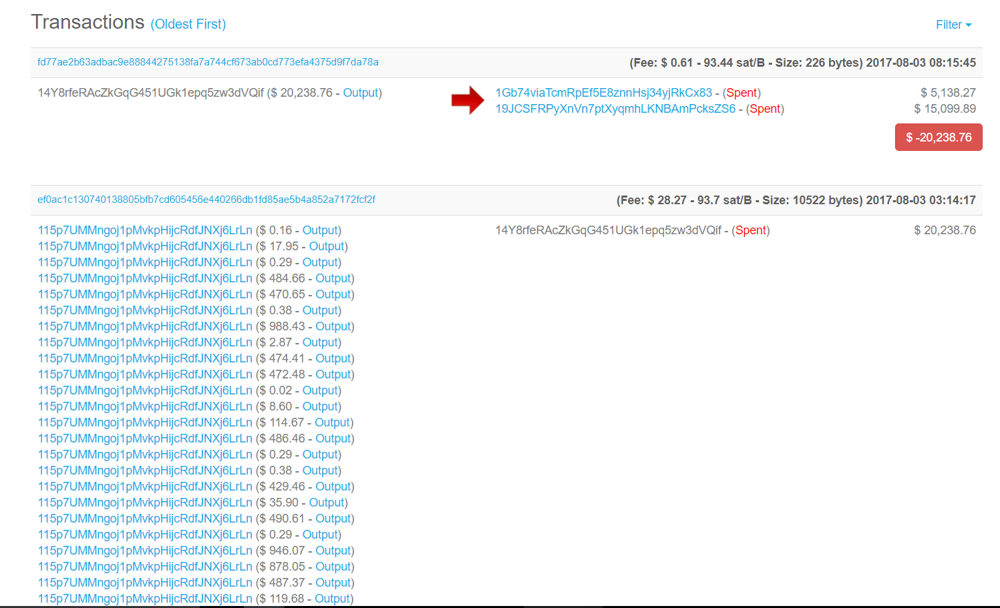 Transactions (Oldest First)
Filter
fd77ae2b63adbac9e88844275138fa7a744cf673ab0cd773efa4375d9f7da78a
(Fee: $ 0.61 - 93.44 sat/B - Size: 226 bytes) 2017-08-03 08:15:45
14Y8rfeRAcZkGqG451UGk1epq5zw3dVQif ($ 20,238.76 - Output)
1Gb74viaTcmRpEf5E8znnHsj34yjRkCx83 - (Spent) $ 5,138.27
19JCSFRPyXnVn7ptXyqmhLKNBAmPcksZS6 - (Spent) $ 15,099.89
$ -20,238.76
ef0ac1c130740138805bfb7cd605456e440266db1fd85ae5b4a852a7172fcf2f
(Fee: $ 28.27 - 93.7 sat/B - Size: 10522 bytes) 2017-08-03 03:14:17
115p7UMMngoj1pMvkpHijcRdfJNXj6LrLn ($ 0.16 - Output)
14Y8rfeRAcZkGqG451UGk1epq5zw3dVQif - (Spent) $ 20,238.76
115p7UMMngoj1pMvkpHijcRdfJNXj6LrLn ($ 17.95 - Output)
115p7UMMngoj1pMvkpHijcRdfJNXj6LrLn ($ 0.29 - Output)
115p7UMMngoj1pMvkpHijcRdfJNXj6LrLn ($ 484.66 - Output)
115p7UMMngoj1pMvkpHijcRdfJNXj6LrLn ($ 470.65 - Output)
115p7UMMngoj1pMvkpHijcRdfJNXj6LrLn ($ 0.38 - Output)
115p7UMMngoj1pMvkpHijcRdfJNXj6LrLn ($ 988.43 - Output)
115p7UMMngoj1pMvkpHijcRdfJNXj6LrLn ($ 2.87 - Output)
115p7UMMngoj1pMvkpHijcRdfJNXj6LrLn ($ 474.41 - Output)
115p7UMMngoj1pMvkpHijcRdfJNXj6LrLn ($ 472.48 - Output)
115p7UMMngoj1pMvkpHijcRdfJNXj6LrLn ($ 0.02 - Output)
115p7UMMngoj1pMvkpHijcRdfJNXj6LrLn ($ 8.60 - Output)
115p7UMMngoj1pMvkpHijcRdfJNXj6LrLn ($ 114.67 - Output)
115p7UMMngoj1pMvkpHijcRdfJNXj6LrLn ($ 486.46 - Output)
115p7UMMngoj1pMvkpHijcRdfJNXj6LrLn ($ 0.29 - Output)
115p7UMMngoj1pMvkpHijcRdfJNXj6LrLn ($ 0.38 - Output)
115p7UMMngoj1pMvkpHijcRdfJNXj6LrLn ($ 429.46 - Output)
115p7UMMngoj1pMvkpHijcRdfJNXj6LrLn ($ 35.90 - Output)
115p7UMMngoj1pMvkpHijcRdfJNXj6LrLn ($ 490.61 - Output)
115p7UMMngoj1pMvkpHijcRdfJNXj6LrLn ($ 0.29 - Output)
115p7UMMngoj1pMvkpHijcRdfJNXj6LrLn ($ 946.07 - Output)
115p7UMMngoj1pMvkpHijcRdfJNXj6LrLn ($ 878.05 - Output)
115p7UMMngoj1pMvkpHijcRdfJNXj6LrLn ($ 487.37 - Output)
115p7UMMngoj1pMvkpHijcRdfJNXj6LrLn ($ 119.68 - Output)